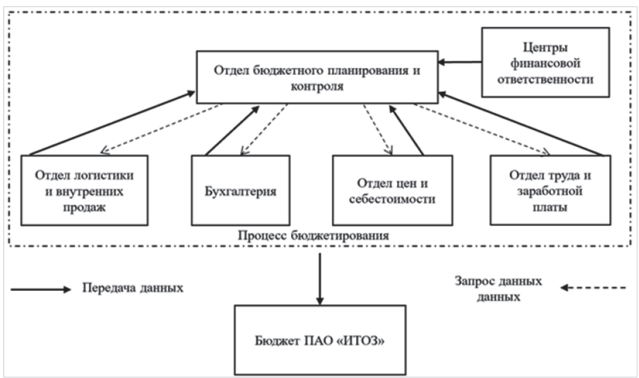 Центры
финансовой
ответственности
Отдел бюджетного планирования и
контроля
Отдел логистики
и внутренних
продаж
Бухгалтерия
Отдел цен и
себестоимости
Отдел труда и
заработной
платы
Процесс бюджетирования
Передача данных
Запрос данных
данных
Бюджет ПАО «ИТОЗ»